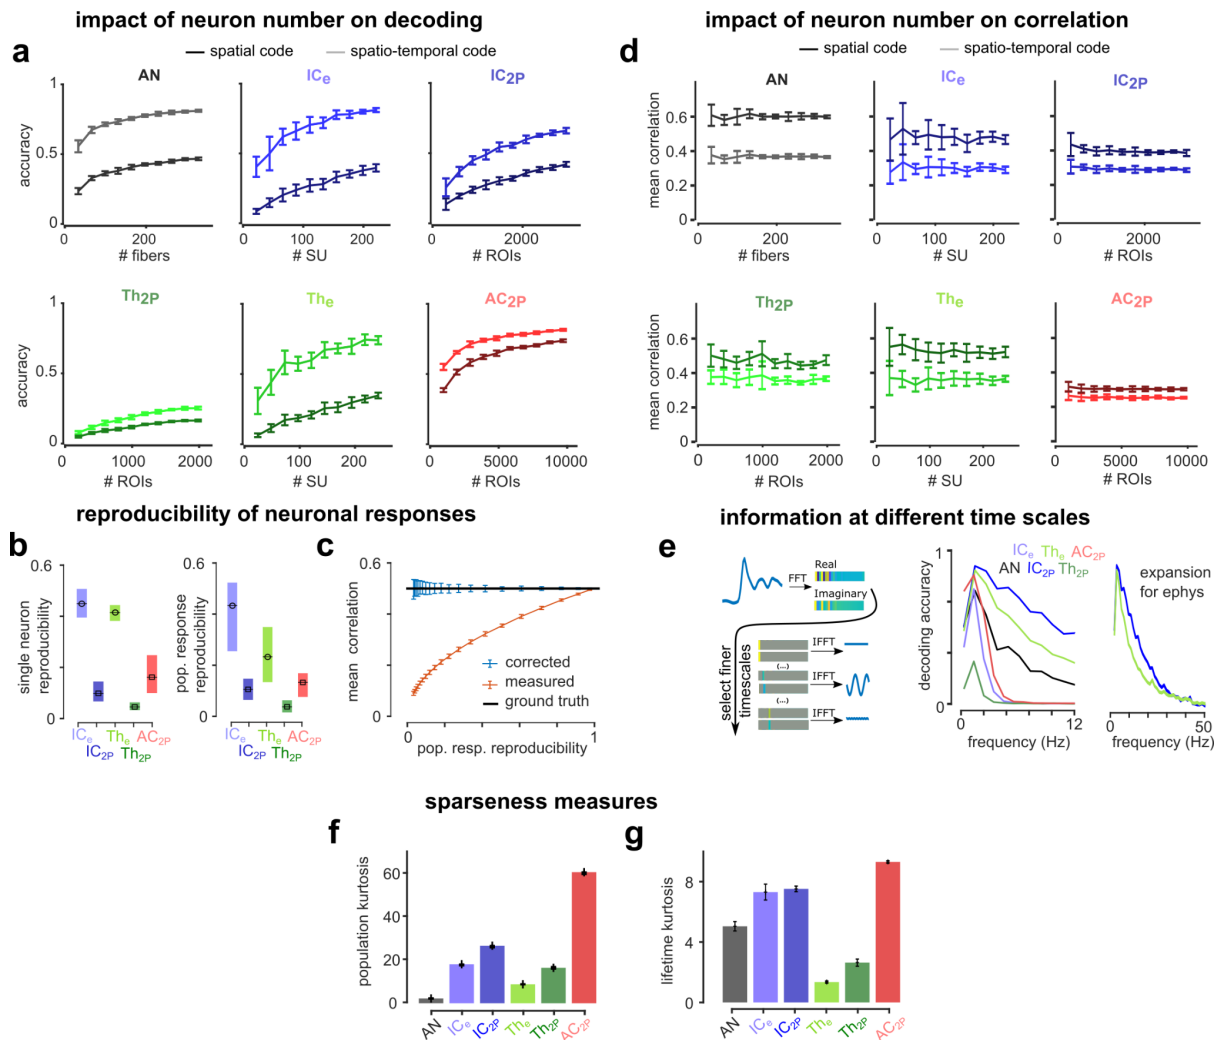 impact of neuron number on decoding
impact of neuron number on correlation
a
spatial code
spatio-temporal code
AN
ICe
IC2P
1
0.5
0
accuracy
0
200
# fibers
100
200
# SU
0
2000
# ROIs
Th2P
The
AC2P
1
0.5
0
accuracy
0
1000
2000
# ROIs
0
100
200
# SU
0
5000
10000
# ROIs
d
spatial code
spatio-temporal code
AN
ICe
IC2P
0.6
0.4
0.2
0
mean correlation
0
200
# fibers
0
100
200
# SU
0
2000
# ROIs
Th2P
The
AC2P
0.6
0.4
0.2
0
mean correlation
0
1000
2000
# ROIs
0
100
200
# SU
0
5000
10000
# ROIs
reproducibility of neuronal responses
b
0.6
0
single neuron
reproducibility
ICe
The
AC2P
IC2P
Th2P
0.6
0
pop. response
reproducibility
ICe
The
AC2P
IC2P
Th2P
c
0.6
0
mean correlation
corrected
measured
ground truth
0
1
pop. resp. reproducibility
information at different time scales
e
FFT
Real
Imaginary
select finer
timescales
IFFT
(...)
IFFT
(...)
IFFT
ICe The AC2P
AN IC2P Th2P
1
0
decoding accuracy
0
12
frequency (Hz)
expansion
for ephys
0
50
frequency (Hz)
sparseness measures
f
60
40
20
0
population kurtosis
AN
ICe
IC2P
The
Th2P
AC2P
g
8
4
0
lifetime kurtosis
AN
ICe
IC2P
The
Th2P
AC2P